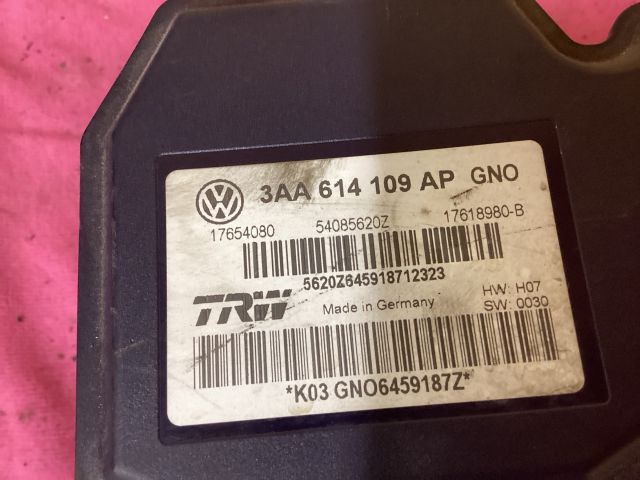 3AA 614 109 AP GNO
17654080 54085620Z 17618980-B
5620Z645918712323
TRW Made in Germany HW: H07
SW: 0030
*K03 GNO6459187Z*